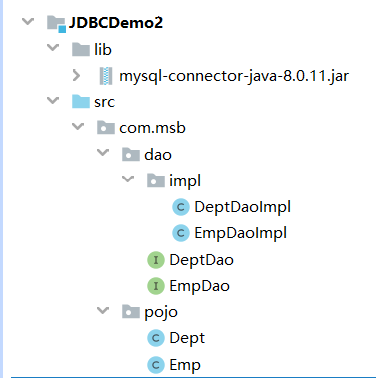 JDBCDemo2
lib
mysql-connector-java-8.0.11.jar
src
com.msb
dao
impl
C DeptDaoImpl
C EmpDaoImpl
I DeptDao
I EmpDao
pojo
C Dept
C Emp